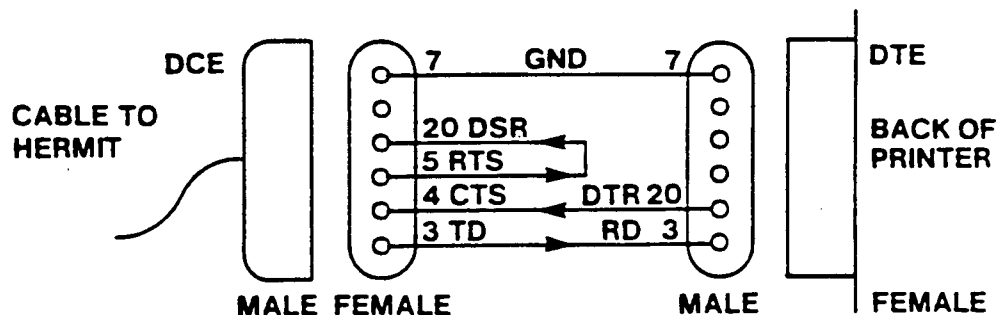 DCE
CABLE TO
HERMIT
7 GND 7
20 DSR
5 RTS
4 CTS DTR 20
3 TD RD 3
DTE
BACK OF
PRINTER
MALE FEMALE MALE FEMALE